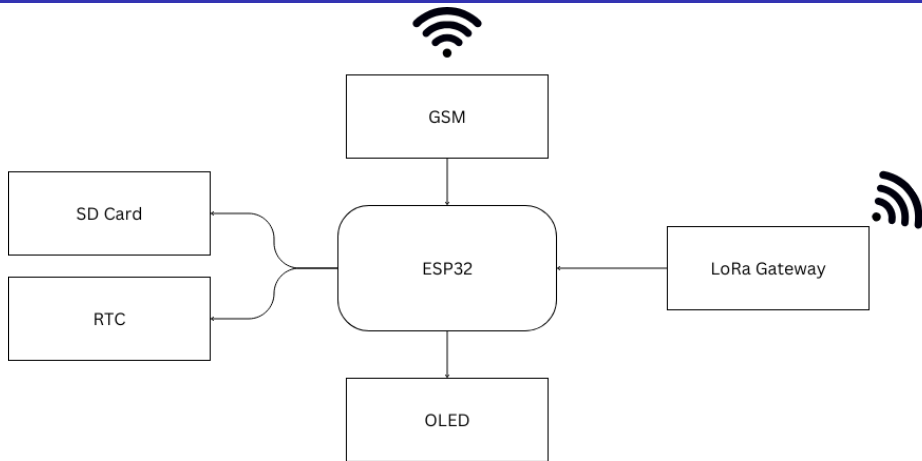 GSM
SD Card
ESP32
LoRa Gateway
RTC
OLED